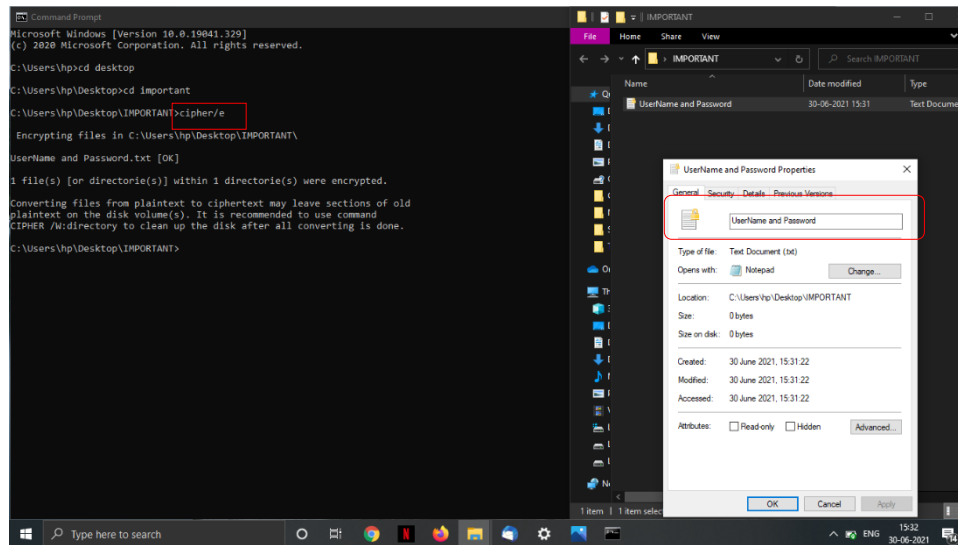 Command Prompt
Microsoft Windows [Version 10.0.19041.329]
(c) 2020 Microsoft Corporation. All rights reserved.
C:\Users\hp>cd desktop
C:\Users\hp\Desktop>cd important
C:\Users\hp\Desktop\IMPORTANT>cipher/e
Encrypting files in C:\Users\hp\Desktop\IMPORTANT\
UserName and Password.txt [OK]
1 file(s) [or directorie(s)] within 1 directorie(s) were encrypted.
Converting files from plaintext to ciphertext may leave sections of old
plaintext on the disk volume(s). It is recommended to use command
CIPHER /W:directory to clean up the disk after all converting is done.
C:\Users\hp\Desktop\IMPORTANT>
IMPORTANT
File Home Share View
IMPORTANT
Search IMPORTANT
Name Date modified Type
UserName and Password 30-06-2021 15:31 Text Docume
UserName and Password Properties
General Security Details Previous Versions
UserName and Password
Type of file: Text Document (.txt)
Opens with: Notepad Change...
Location: C:\Users\hp\Desktop\IMPORTANT
Size: 0 bytes
Size on disk: 0 bytes
Created: 30 June 2021, 15:31:22
Modified: 30 June 2021, 15:31:22
Accessed: 30 June 2021, 15:31:22
Attributes: Read-only Hidden Advanced...
OK Cancel Apply
1 item 1 item selec
Type here to search
ENG
15:32
30-06-2021
14